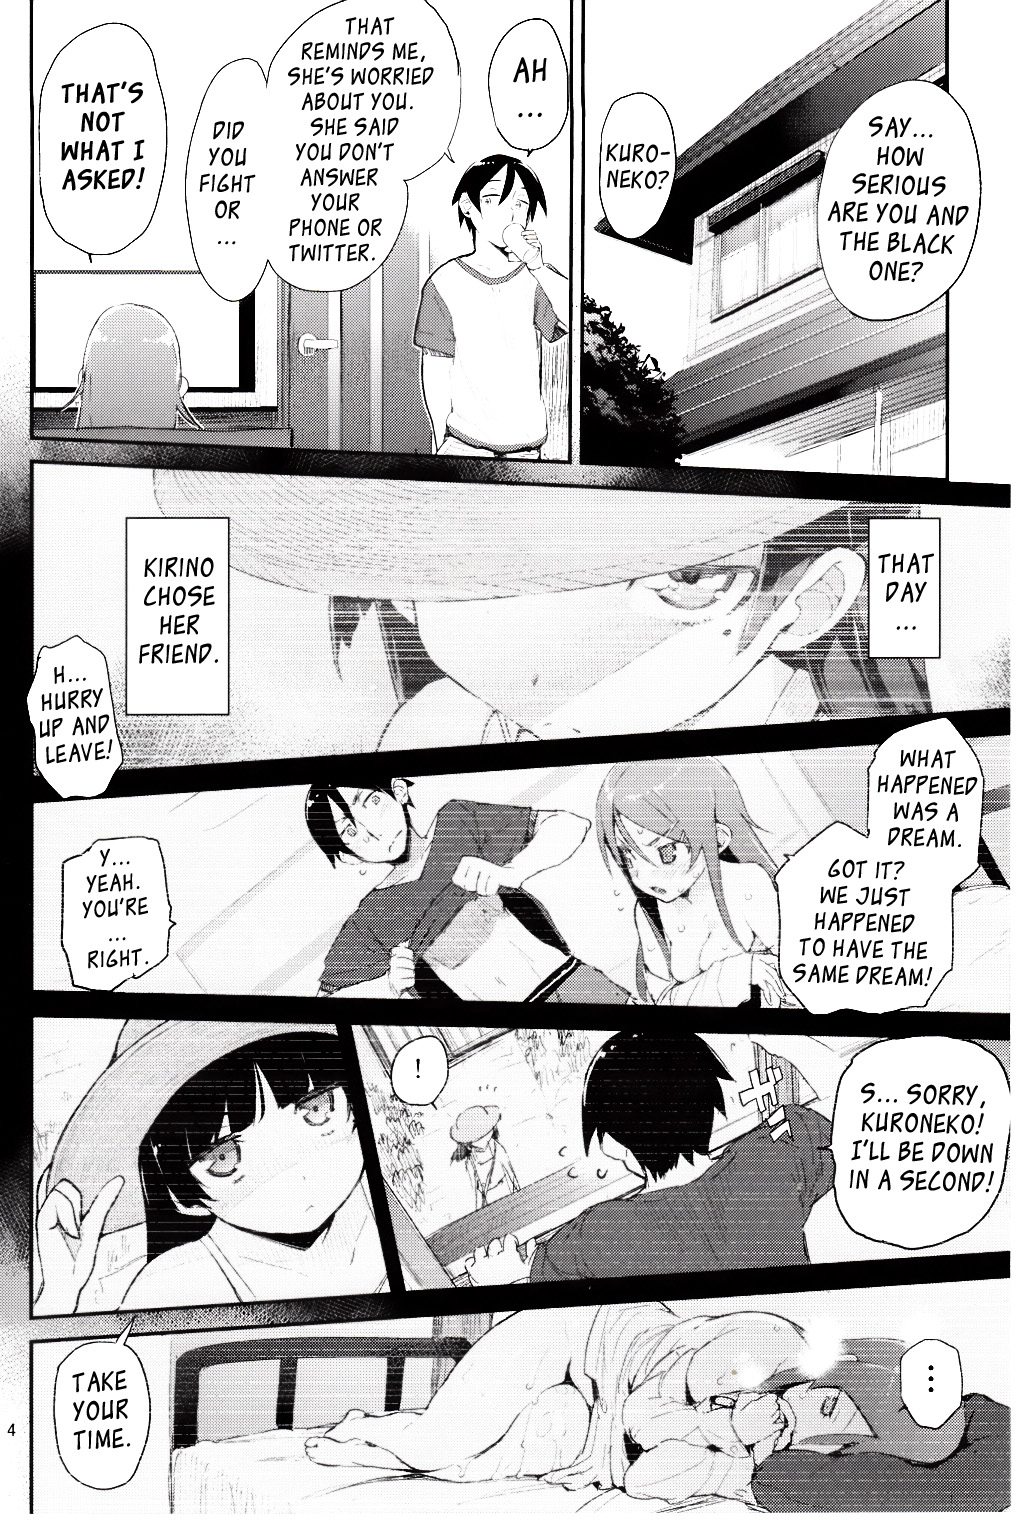 SAY...
HOW
SERIOUS
ARE YOU AND
THE BLACK
ONE?
KURO-
NEKO?
AH
...
THAT
REMINDS ME,
SHE'S WORRIED
ABOUT YOU.
SHE SAID
YOU DON'T
ANSWER
YOUR
PHONE OR
TWITTER.
DID
YOU
FIGHT
OR
...
THAT'S
NOT
WHAT I
ASKED!
THAT
DAY
...
KIRINO
CHOSE
HER
FRIEND.
WHAT
HAPPENED
WAS A
DREAM.
GOT IT?
WE JUST
HAPPENED
TO HAVE THE
SAME DREAM!
H...
HURRY
UP AND
LEAVE!
Y...
YEAH.
YOU'RE
...
RIGHT.
S... SORRY,
KURONEKO!
I'LL BE DOWN
IN A SECOND!
!
TAKE
YOUR
TIME.
...
4